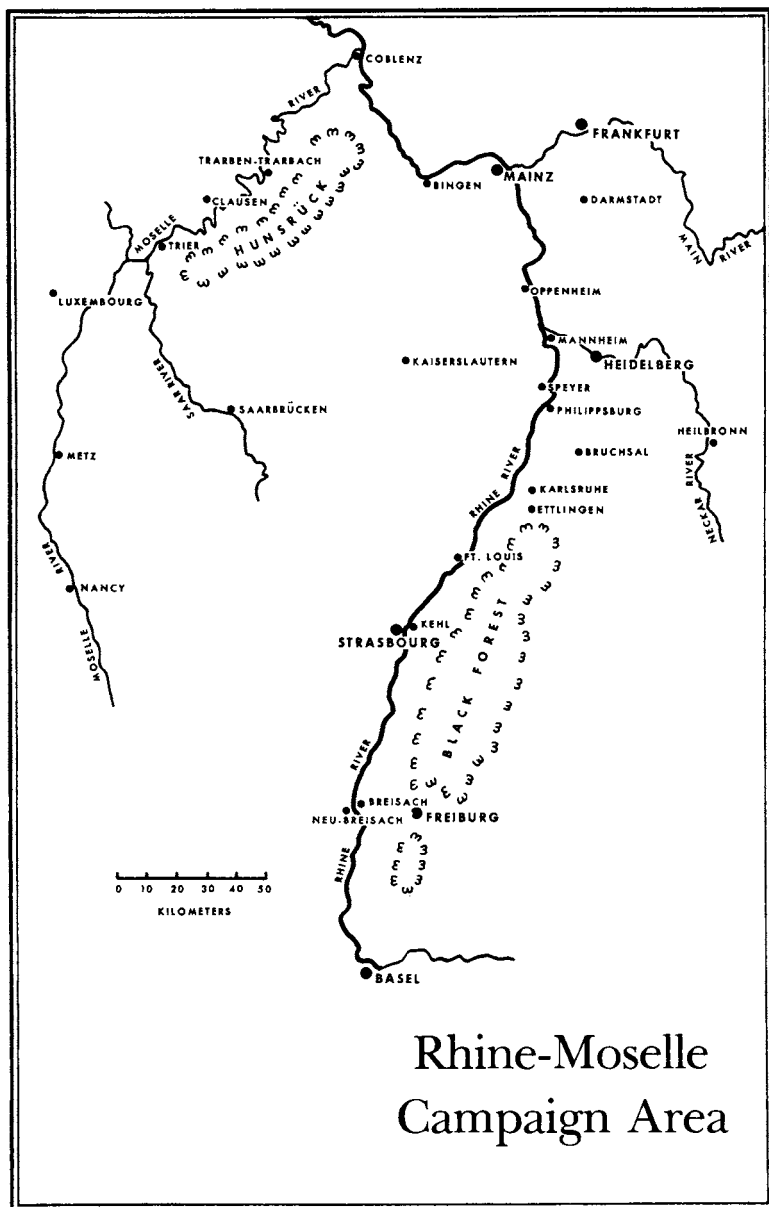 COBLENZ
RIVER
FRANKFURT
TRARBEN-TRARBACH
MAINZ
BINGEN
CLAUSEN
DARMSTADT
HUNSRÜCK
MOSELLE
TRIER
MAIN
RIVER
LUXEMBOURG
OPPENHEIM
MANNHEIM
KAISERSLAUTERN
HEIDELBERG
SAAR RIVER
SPEYER
SAARBRÜCKEN
PHILIPPSBURG
HEILBRONN
METZ
BRUCHSAL
RHINE RIVER
KARLSRUHE
NECKAR RIVER
ETTLINGEN
RIVER
FT. LOUIS
NANCY
KEHL
STRASBOURG
BLACK FOREST
MOSELLE
RIVER
BREISACH
NEU-BREISACH
FREIBURG
RHINE
0 10 20 30 40 50
KILOMETERS
BASEL
Rhine-Moselle
Campaign Area